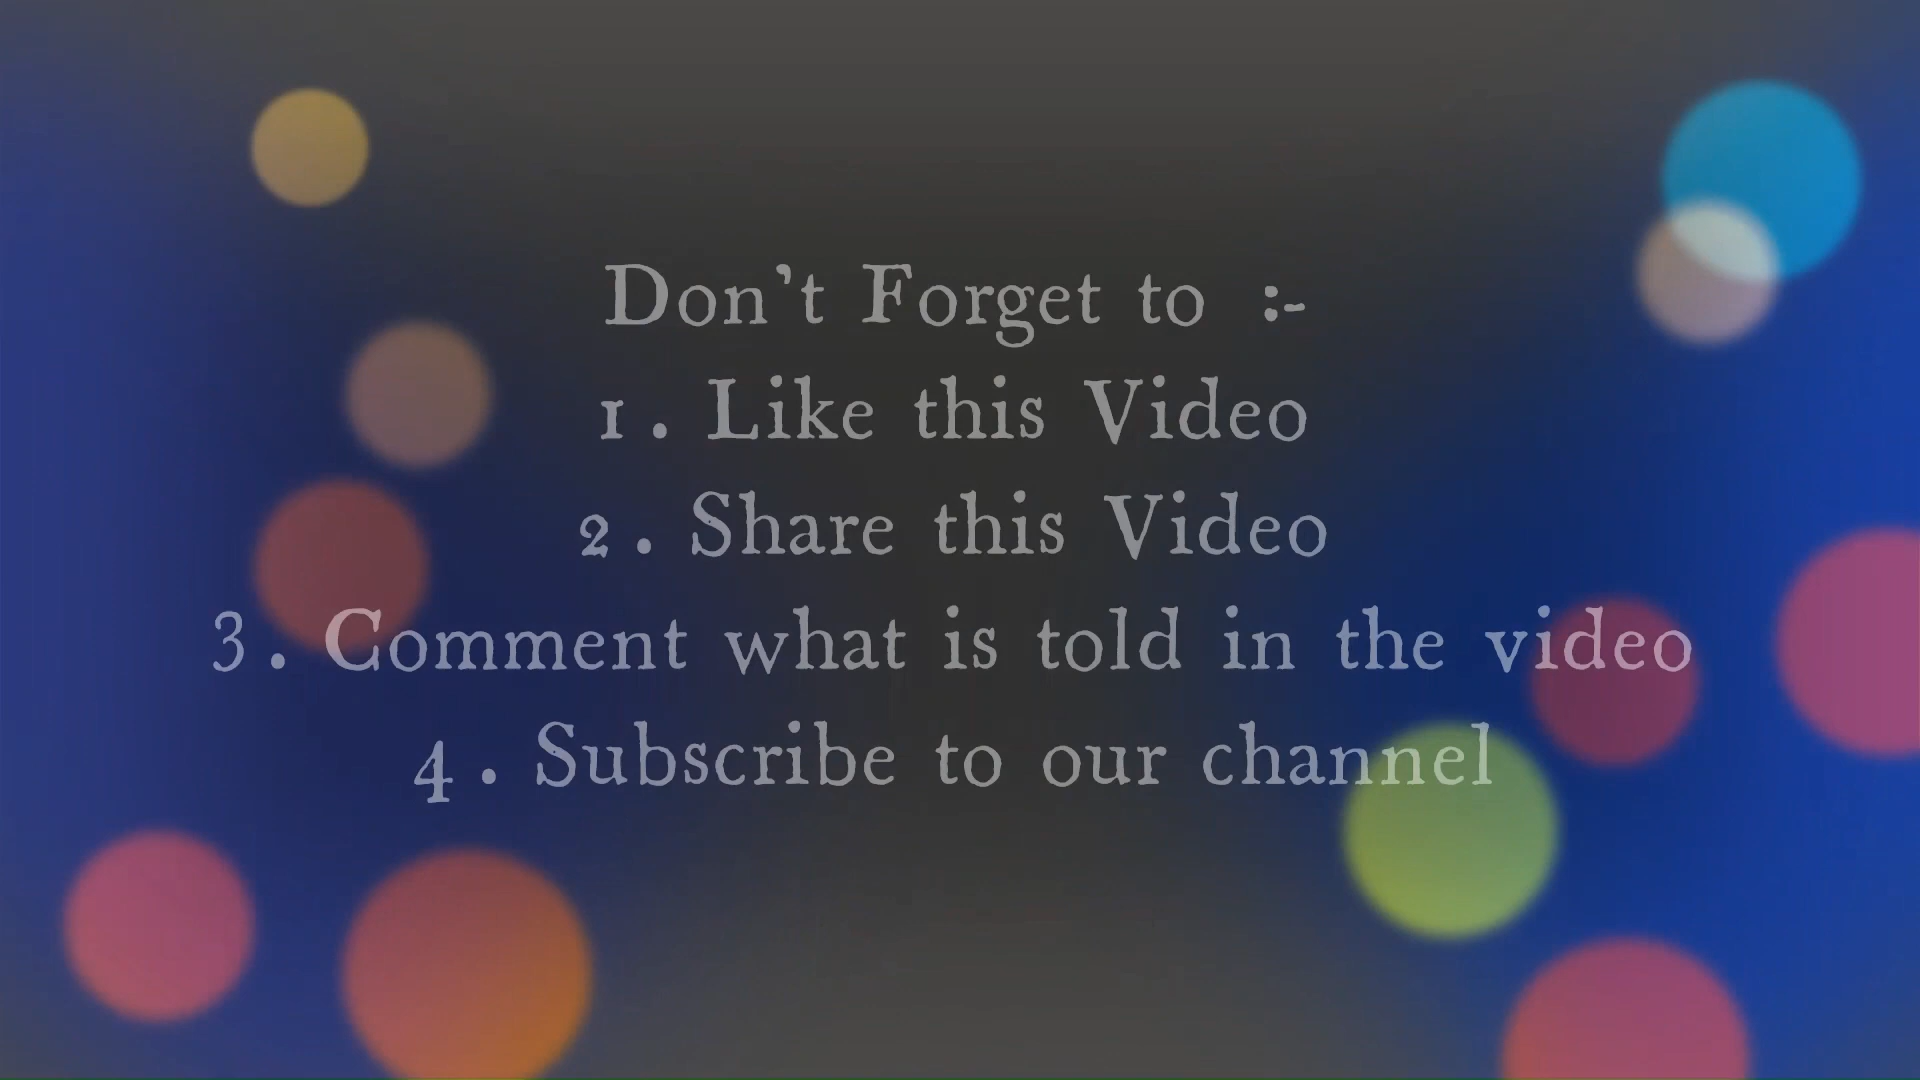 Don't Forget to :-
1. Like this Video
2. Share this Video
3. Comment what is told in the video
4. Subscribe to our channel